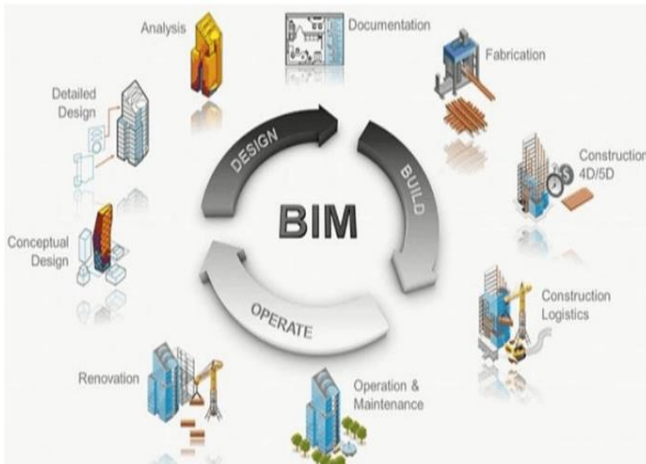 Analysis
Documentation
Fabrication
Detailed
Design
DESIGN
BUILD
Construction
4D/5D
BIM
Conceptual
Design
Construction
Logistics
OPERATE
Renovation
Operation &
Maintenance